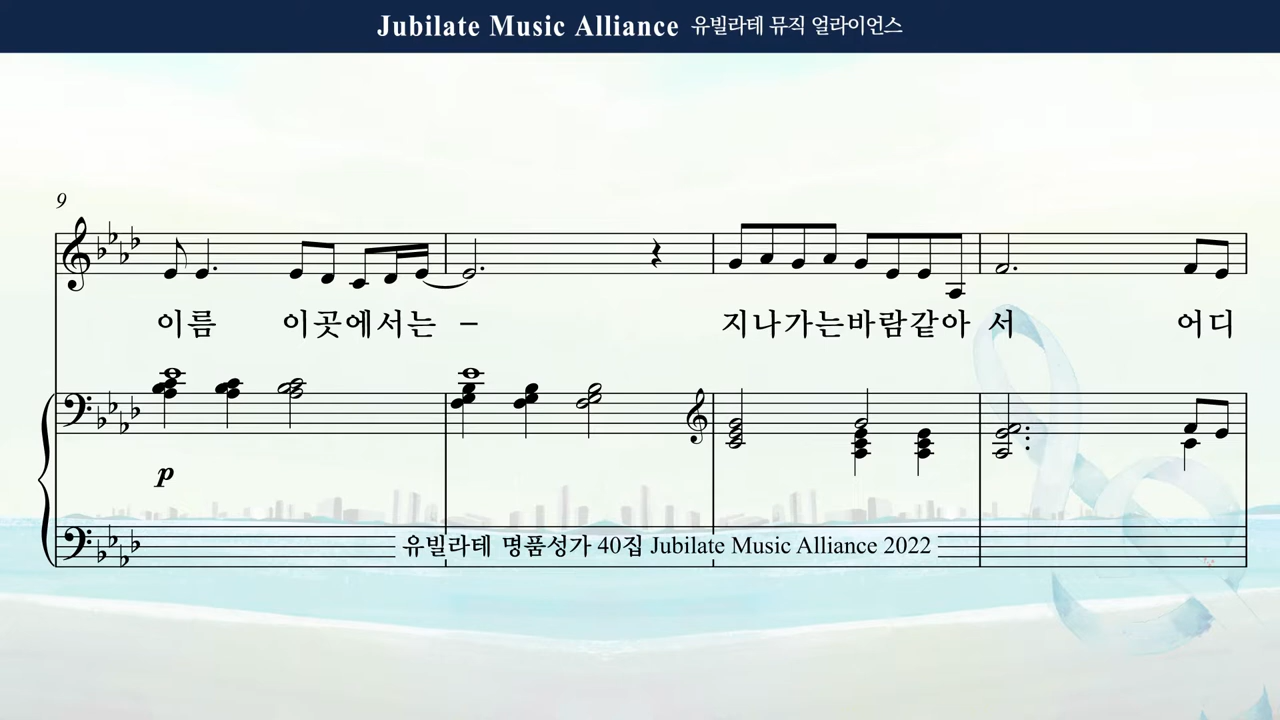 Jubilate Music Alliance 유빌라테 뮤직 얼라이언스
9
이름 이곳에서는 – 지나가는바람같아 서 어디
p
유빌라테 명품성가 40집 Jubilate Music Alliance 2022